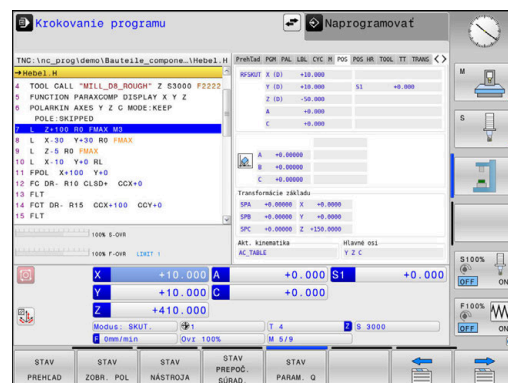 Krokovanie programu
Naprogramovať
TNC:\nc_prog\demo\Bauteile_compone…\Hebel.H
→Hebel.H
4 TOOL CALL "MILL_D8_ROUGH" Z S3000 F2222
5 FUNCTION PARAXCOMP DISPLAY X Y Z
6 POLARKIN AXES Y Z C MODE:KEEP
POLE:SKIPPED
7 L Z+100 R0 FMAX M3
8 L X-30 Y+30 R0 FMAX
9 L Z-5 R0 FMAX
10 L X-10 Y+0 RL
11 FPOL X+100 Y+0
12 FC DR- R10 CLSD+ CCX+0
13 FLT
14 FCT DR- R15 CCX+100 CCY+0
15 FLT
100% S-OVR
100% F-OVR LIMIT 1
Prehľad PGM PAL LBL CYC M POS POS HR TOOL TT TRANS
RFSKUT X (D) +10.000
Y (D) +10.000 S1 +0.000
Z (D) -50.000
A +0.000
C +0.000
A +0.00000
B +0.00000
C +0.00000
Transformácie základu
SPA +0.00000 X +0.0000
SPB +0.00000 Y +0.0000
SPC +0.00000 Z +150.0000
Akt. kinematika Hlavné osi
AC_TABLE Y Z C
X +10.000 A +0.000 S1 +0.000
Y +10.000 C +0.000
Z +410.000
Modus: SKUT. 1 T 4 Z S 3000
F 0mm/min Ovr 100% M 5/9
M
S
S100%
OFF ON
F100%
OFF ON
STAV PREHĽAD
STAV ZOBR. POL
STAV NÁSTROJA
STAV PREPOČ. SÚRAD.
STAV PARAM. Q